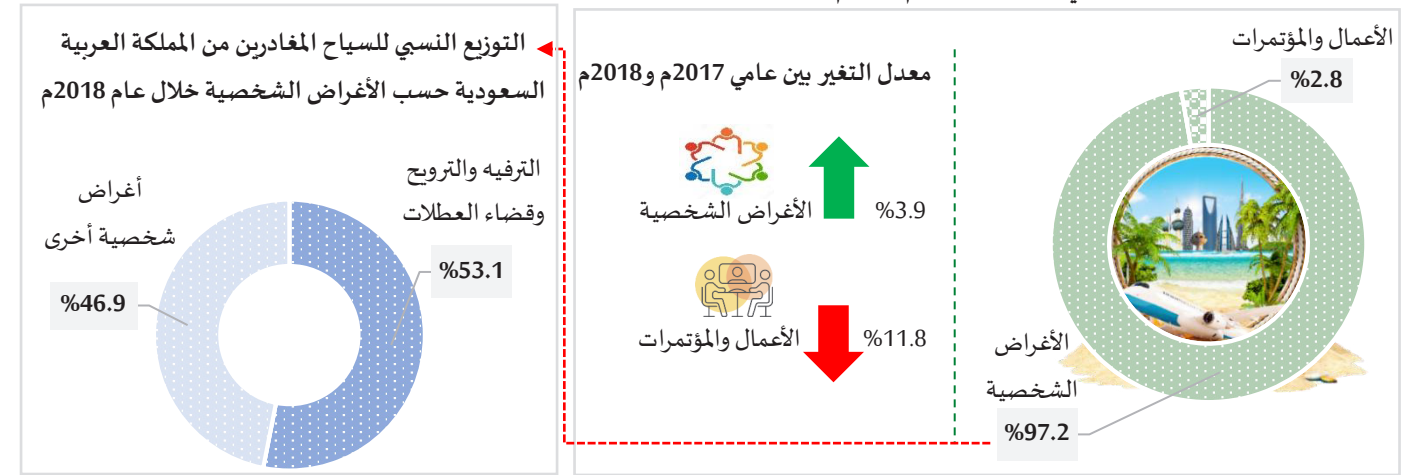 الأعمال والمؤتمرات
%2.8
الأغراض
الشخصية
%97.2
معدل التغير بين عامي 2017م و2018م
%3.9
الأغراض الشخصية
%11.8
الأعمال والمؤتمرات
التوزيع النسبي للسياح المغادرين من المملكة العربية
السعودية حسب الأغراض الشخصية خلال عام 2018م
الترفيه والترويح
وقضاء العطلات
%53.1
أغراض
شخصية أخرى
%46.9